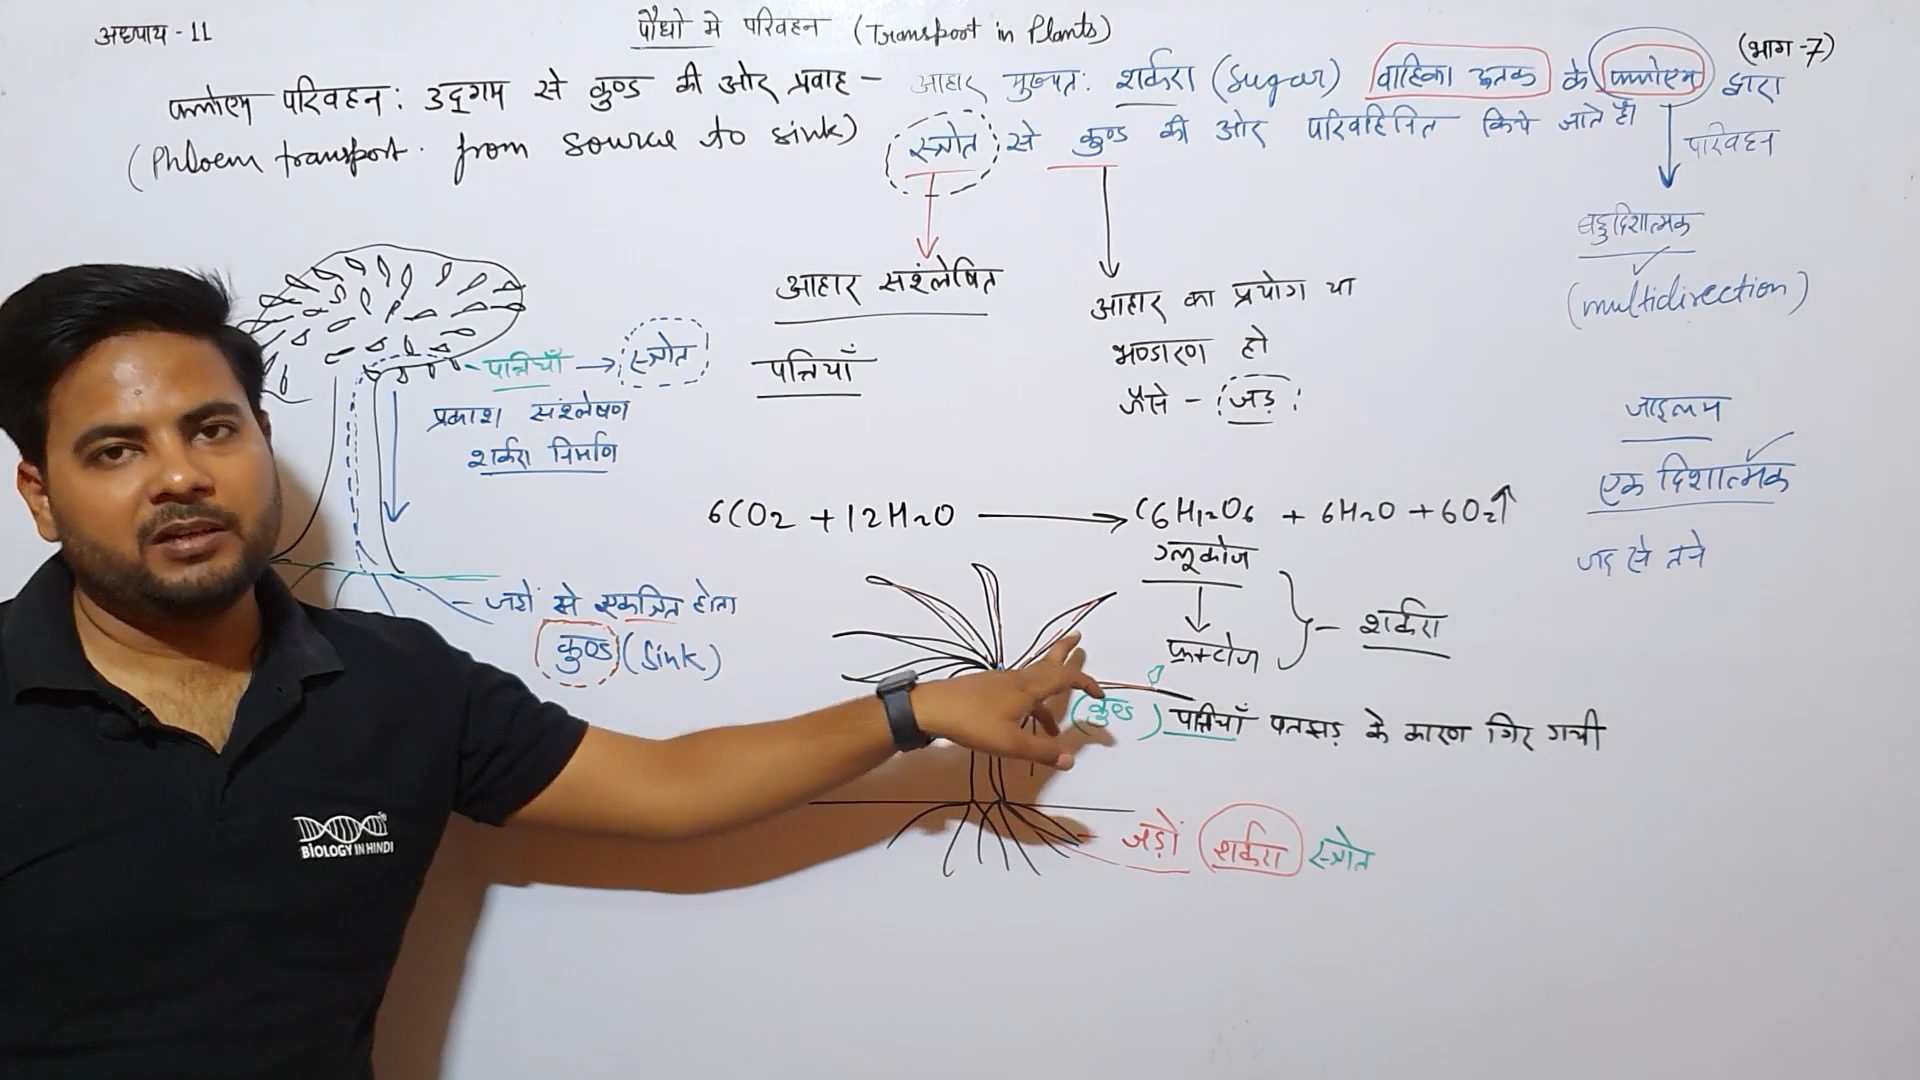 अध्याय - 11
पौधो मे परिवहन (Transport in Plants)
(भाग -7)
फ्लोएम परिवहन : उद्गम से कुण्ड की ओर प्रवाह -
(Phloem transport. from source to sink)
आहार मुख्यत: शर्करा (Sugar) वाहिका ऊतक के फ्लोएम द्वारा
स्त्रोत से कुण्ड की ओर परिवहित किये जाते है।
परिवहन
बहुदिशात्मक
(multidirection)
आहार संश्लेषित
पत्तियाँ
आहार का प्रयोग या
भण्डारण हो
जैसे - जड़
पत्तियाँ → स्त्रोत
प्रकाश संश्लेषण
शर्करा निर्माण
जाइलम
एक दिशात्मक
जड़ से तने
6CO2 + 12H2O ⟶ C6H12O6 + 6H2O + 6O2↑
ग्लूकोज
फ्रक्टोज
- शर्करा
- जड़ों से एकत्रित होता
कुण्ड (Sink)
(कुण्ड) पत्तियाँ पतझड़ के कारण गिर गयी
- जड़ों शर्करा स्त्रोत
BIOLOGY IN HINDI